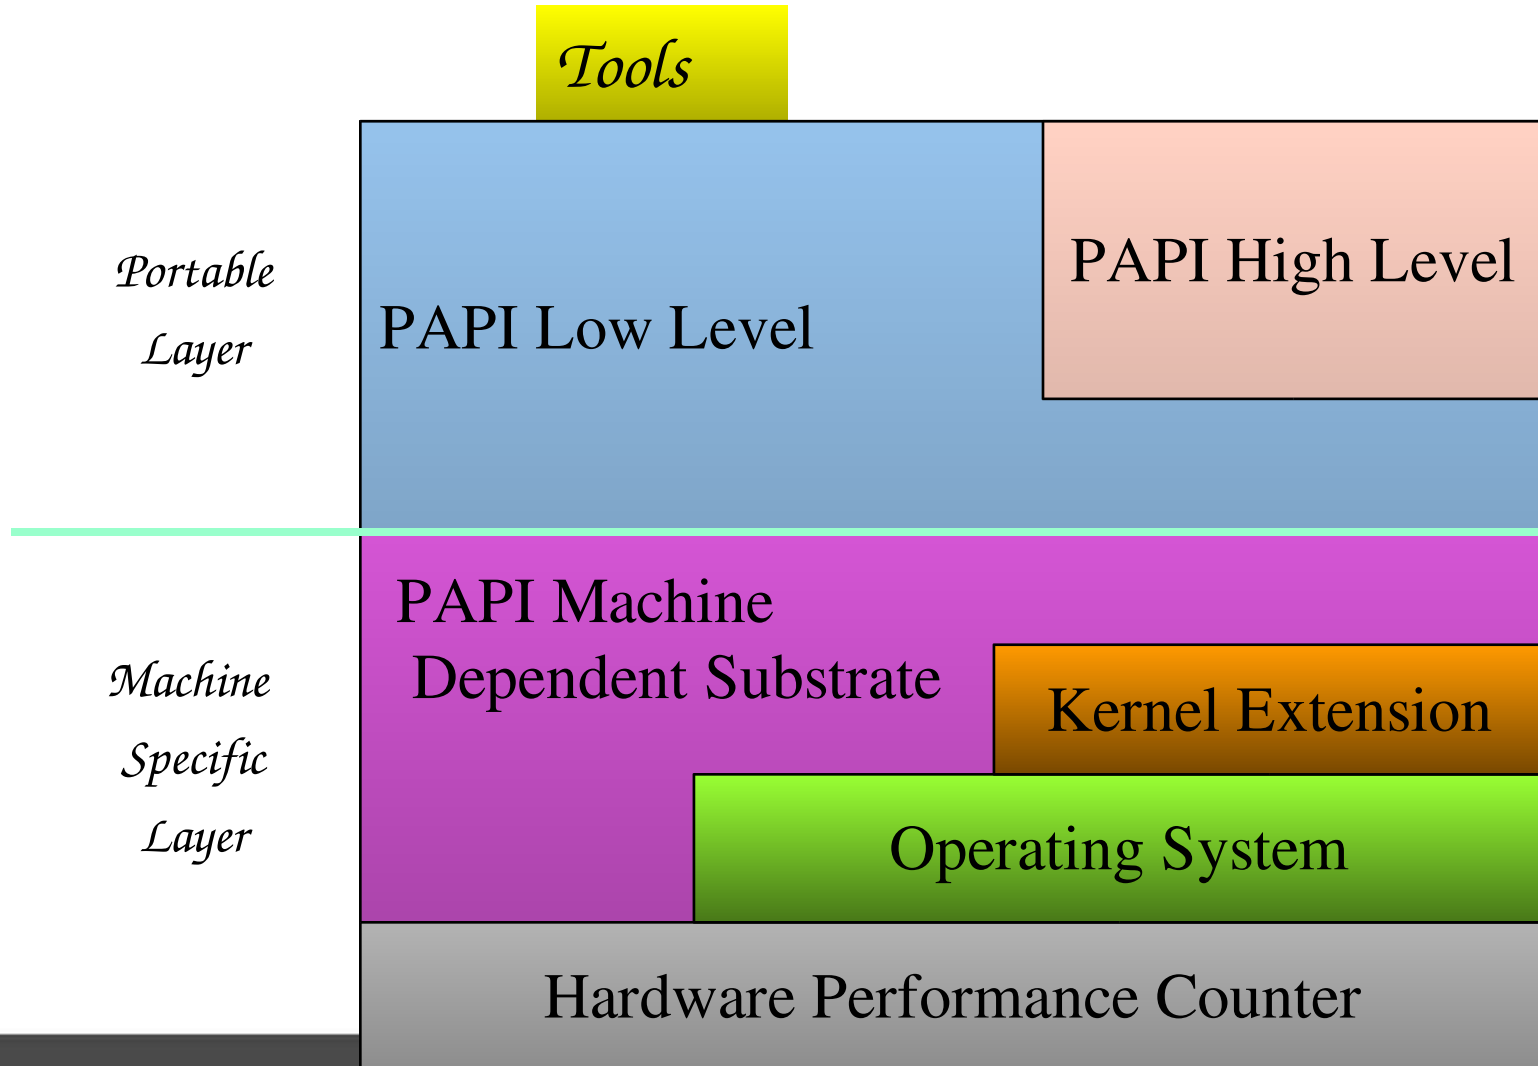 Tools
Portable
Layer
PAPI Low Level
PAPI High Level
Machine
Specific
Layer
PAPI Machine
Dependent Substrate
Kernel Extension
Operating System
Hardware Performance Counter